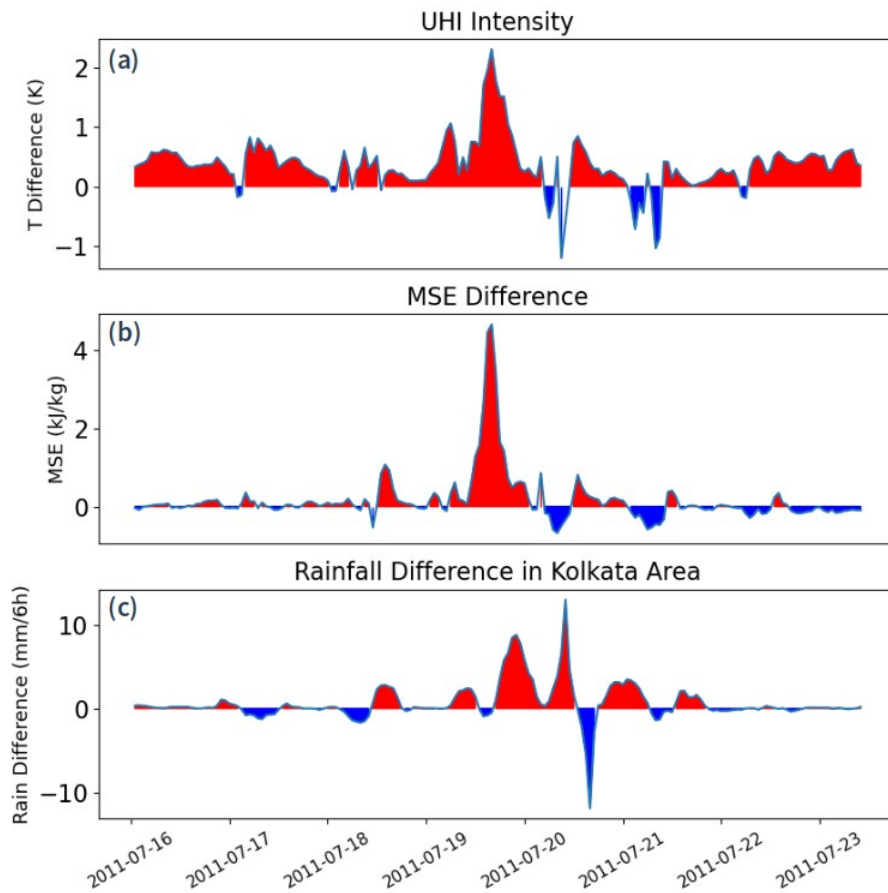 UHI Intensity
(a)
T Difference (K)
2
1
0
−1
MSE Difference
(b)
MSE (kJ/kg)
4
2
0
Rainfall Difference in Kolkata Area
(c)
Rain Difference (mm/6h)
10
0
−10
2011-07-16
2011-07-17
2011-07-18
2011-07-19
2011-07-20
2011-07-21
2011-07-22
2011-07-23